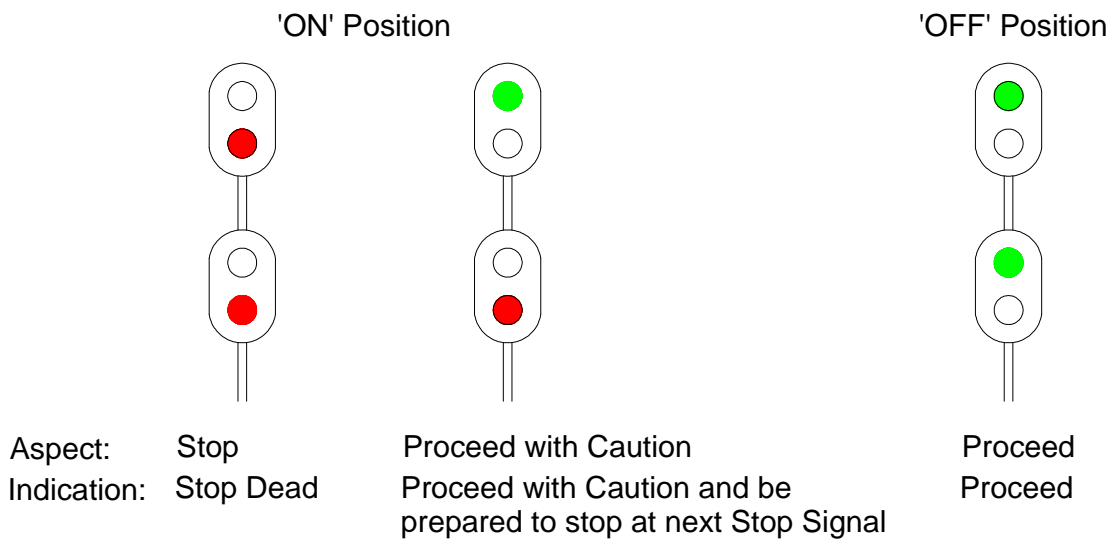 'ON' Position 'OFF' Position
Aspect: Stop Proceed with Caution Proceed
Indication: Stop Dead Proceed with Caution and be Proceed
prepared to stop at next Stop Signal